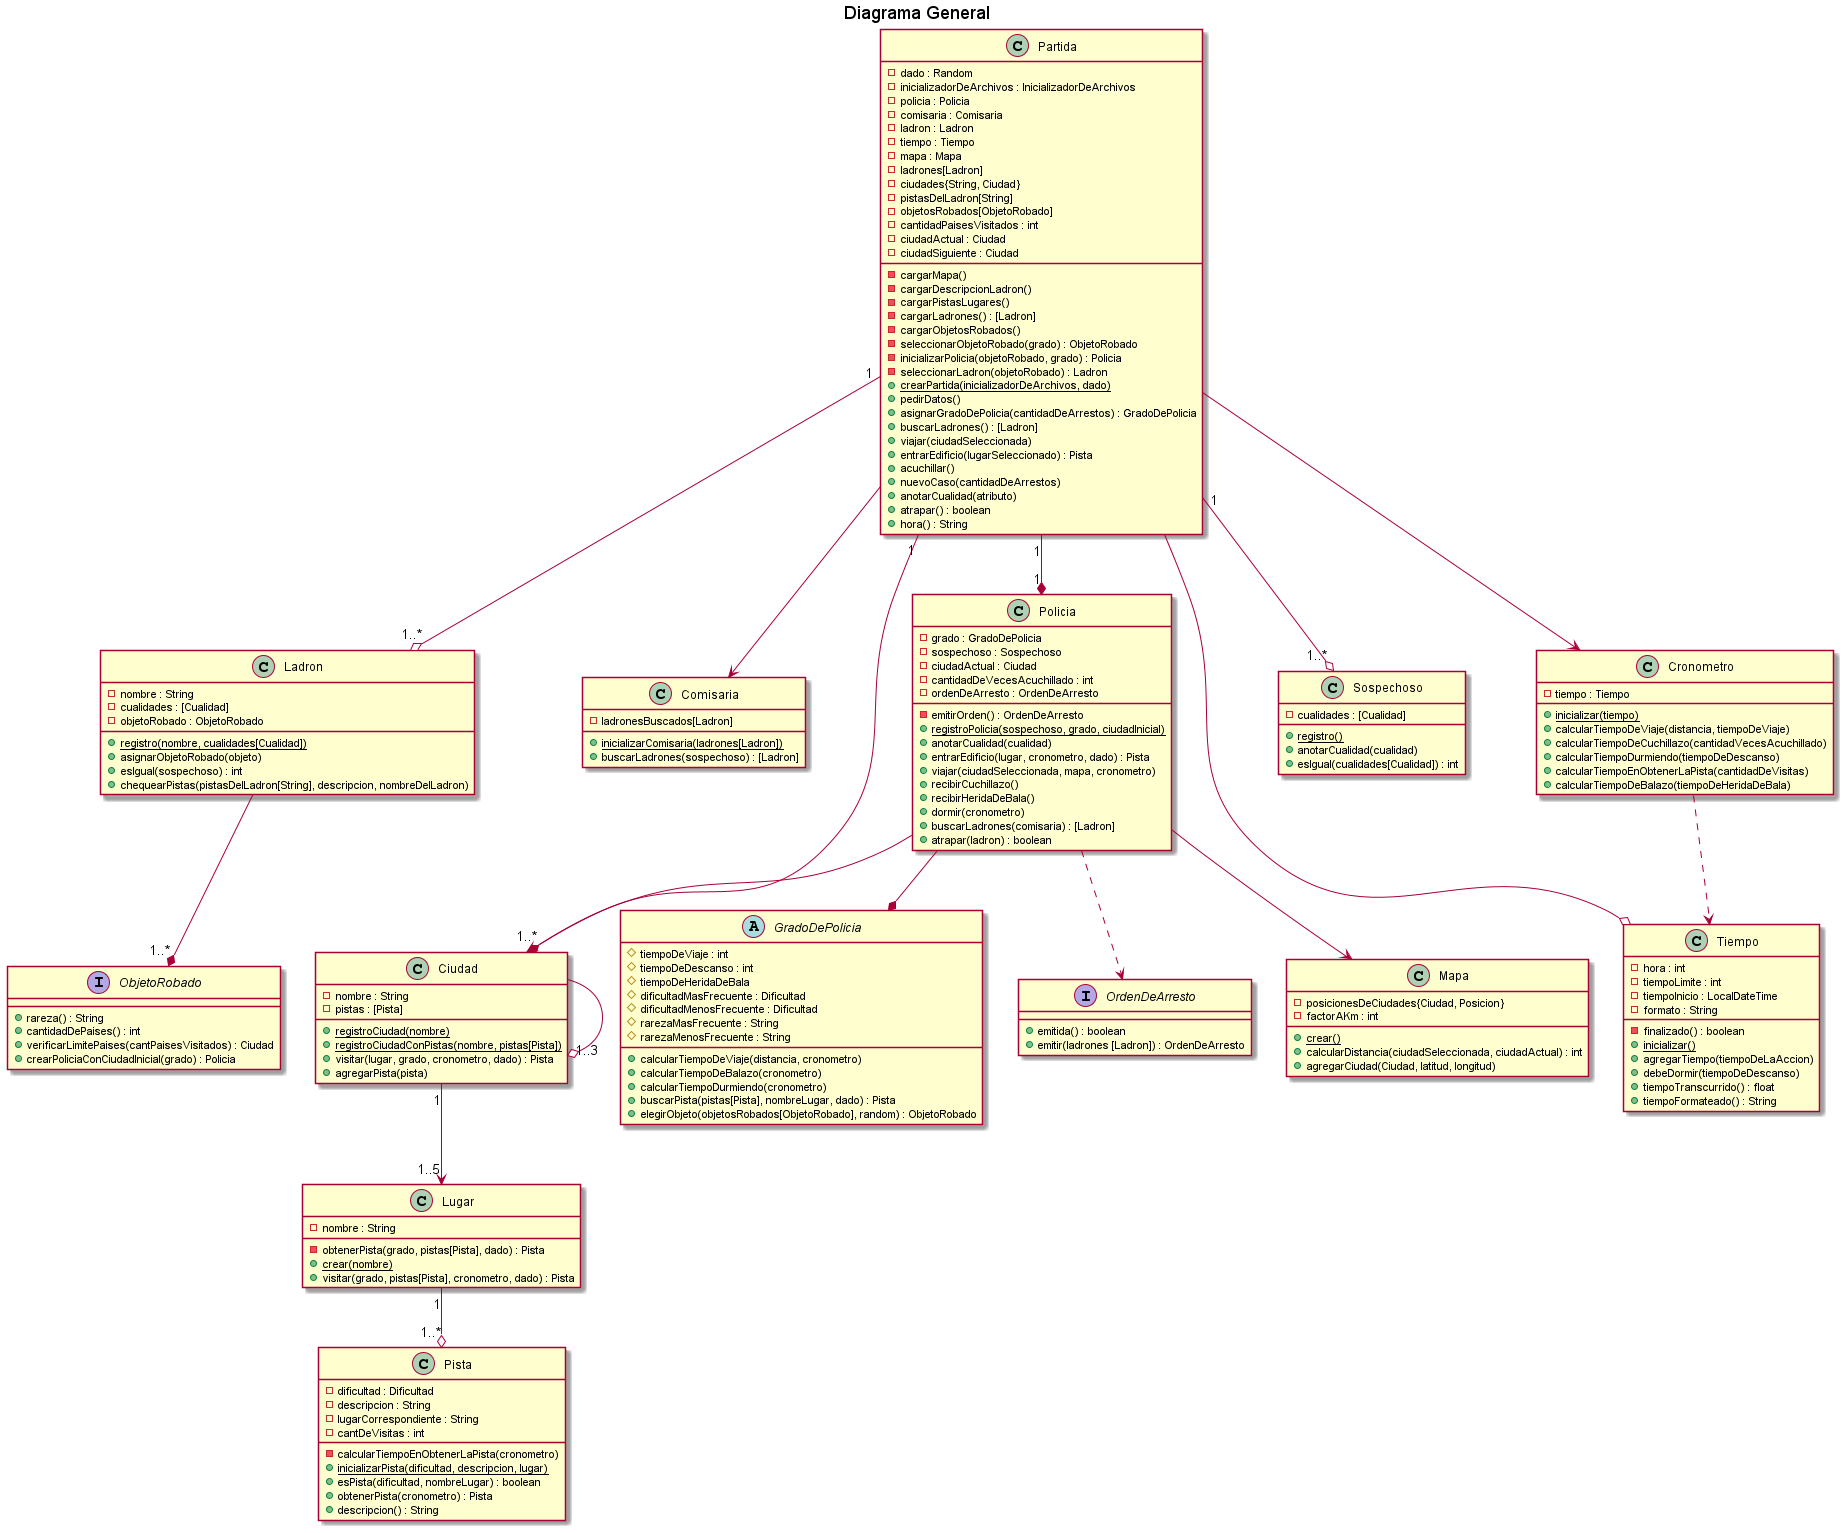 Diagrama General
C Partida
dado : Random
inicializadorDeArchivos : InicializadorDeArchivos
policia : Policia
comisaria : Comisaria
ladron : Ladron
tiempo : Tiempo
mapa : Mapa
ladrones[Ladron]
ciudades{String, Ciudad}
pistasDelLadron[String]
objetosRobados[ObjetoRobado]
cantidadPaisesVisitados : int
ciudadActual : Ciudad
ciudadSiguiente : Ciudad
cargarMapa()
cargarDescripcionLadron()
cargarPistasLugares()
cargarLadrones() : [Ladron]
cargarObjetosRobados()
seleccionarObjetoRobado(grado) : ObjetoRobado
inicializarPolicia(objetoRobado, grado) : Policia
seleccionarLadron(objetoRobado) : Ladron
crearPartida(inicializadorDeArchivos, dado)
pedirDatos()
asignarGradoDePolicia(cantidadDeArrestos) : GradoDePolicia
buscarLadrones() : [Ladron]
viajar(ciudadSeleccionada)
entrarEdificio(lugarSeleccionado) : Pista
acuchillar()
nuevoCaso(cantidadDeArrestos)
anotarCualidad(atributo)
atrapar() : boolean
hora() : String
1
1
1
1
1
1..*
1..*
C Ladron
nombre : String
cualidades : [Cualidad]
objetoRobado : ObjetoRobado
registro(nombre, cualidades[Cualidad])
asignarObjetoRobado(objeto)
esIgual(sospechoso) : int
chequearPistas(pistasDelLadron[String], descripcion, nombreDelLadron)
C Comisaria
ladronesBuscados[Ladron]
inicializarComisaria(ladrones[Ladron])
buscarLadrones(sospechoso) : [Ladron]
C Policia
grado : GradoDePolicia
sospechoso : Sospechoso
ciudadActual : Ciudad
cantidadDeVecesAcuchillado : int
ordenDeArresto : OrdenDeArresto
emitirOrden() : OrdenDeArresto
registroPolicia(sospechoso, grado, ciudadInicial)
anotarCualidad(cualidad)
entrarEdificio(lugar, cronometro, dado) : Pista
viajar(ciudadSeleccionada, mapa, cronometro)
recibirCuchillazo()
recibirHeridaDeBala()
dormir(cronometro)
buscarLadrones(comisaria) : [Ladron]
atrapar(ladron) : boolean
C Sospechoso
cualidades : [Cualidad]
registro()
anotarCualidad(cualidad)
esIgual(cualidades[Cualidad]) : int
C Cronometro
tiempo : Tiempo
inicializar(tiempo)
calcularTiempoDeViaje(distancia, tiempoDeViaje)
calcularTiempoDeCuchillazo(cantidadVecesAcuchillado)
calcularTiempoDurmiendo(tiempoDeDescanso)
calcularTiempoEnObtenerLaPista(cantidadDeVisitas)
calcularTiempoDeBalazo(tiempoDeHeridaDeBala)
1..*
1..*
I ObjetoRobado
rareza() : String
cantidadDePaises() : int
verificarLimitePaises(cantPaisesVisitados) : Ciudad
crearPoliciaConCiudadInicial(grado) : Policia
C Ciudad
nombre : String
pistas : [Pista]
registroCiudad(nombre)
registroCiudadConPistas(nombre, pistas[Pista])
visitar(lugar, grado, cronometro, dado) : Pista
agregarPista(pista)
1..3
A GradoDePolicia
tiempoDeViaje : int
tiempoDeDescanso : int
tiempoDeHeridaDeBala
dificultadMasFrecuente : Dificultad
dificultadMenosFrecuente : Dificultad
rarezaMasFrecuente : String
rarezaMenosFrecuente : String
calcularTiempoDeViaje(distancia, cronometro)
calcularTiempoDeBalazo(cronometro)
calcularTiempoDurmiendo(cronometro)
buscarPista(pistas[Pista], nombreLugar, dado) : Pista
elegirObjeto(objetosRobados[ObjetoRobado], random) : ObjetoRobado
I OrdenDeArresto
emitida() : boolean
emitir(ladrones [Ladron]) : OrdenDeArresto
C Mapa
posicionesDeCiudades{Ciudad, Posicion}
factorAKm : int
crear()
calcularDistancia(ciudadSeleccionada, ciudadActual) : int
agregarCiudad(Ciudad, latitud, longitud)
C Tiempo
hora : int
tiempoLimite : int
tiempoInicio : LocalDateTime
formato : String
finalizado() : boolean
inicializar()
agregarTiempo(tiempoDeLaAccion)
debeDormir(tiempoDeDescanso)
tiempoTranscurrido() : float
tiempoFormateado() : String
1
1..5
C Lugar
nombre : String
obtenerPista(grado, pistas[Pista], dado) : Pista
crear(nombre)
visitar(grado, pistas[Pista], cronometro, dado) : Pista
1
1..*
C Pista
dificultad : Dificultad
descripcion : String
lugarCorrespondiente : String
cantDeVisitas : int
calcularTiempoEnObtenerLaPista(cronometro)
inicializarPista(dificultad, descripcion, lugar)
esPista(dificultad, nombreLugar) : boolean
obtenerPista(cronometro) : Pista
descripcion() : String